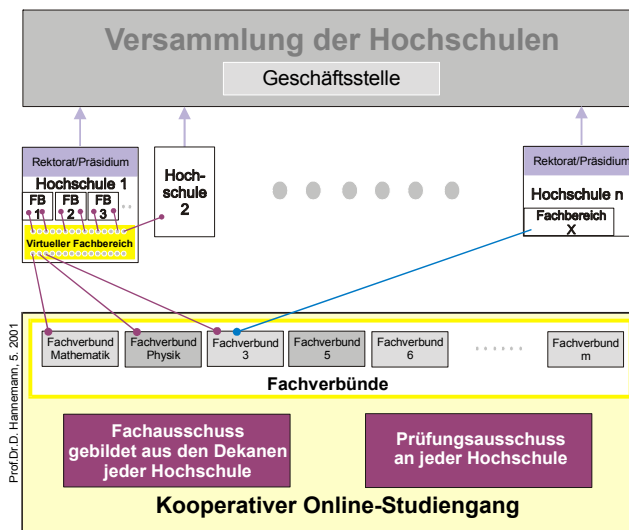 Versammlung der Hochschulen
Geschäftsstelle
Rektorat/Präsidium
Hochschule 1
FB
1
FB
2
FB
3
Virtueller Fachbereich
Hoch-
schule
2
Rektorat/Präsidium
Hochschule n
Fachbereich
X
Fachverbund
Mathematik
Fachverbund
Physik
Fachverbund
3
Fachverbund
5
Fachverbund
6
Fachverbund
m
Fachverbünde
Fachausschuss
gebildet aus den Dekanen
jeder Hochschule
Prüfungsausschuss
an jeder Hochschule
Kooperativer Online-Studiengang
Prof.Dr.D. Hannemann, 5. 2001